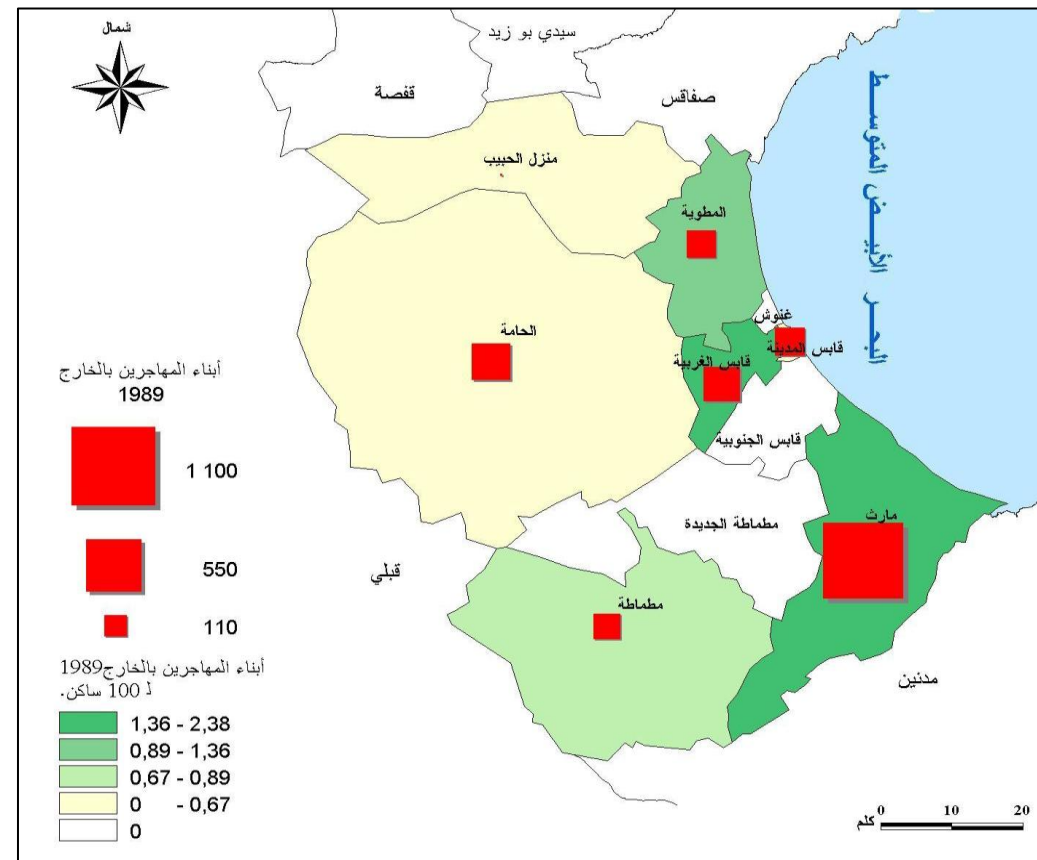 شمال
سيدي بو زيد
قفصة
صفاقس
البحر الأبيض المتوسط
منزل الحبيب
المطوية
غنوش
قابس المدينة
الحامة
قابس الغربية
قابس الجنوبية
مارث
مطماطة الجديدة
قبلي
مطماطة
مدنين
أبناء المهاجرين بالخارج
1989
1 100
550
110
أبناء المهاجرين بالخارج1989
ل 100 ساكن.
1,36 - 2,38
0,89 - 1,36
0,67 - 0,89
0 - 0,67
0
0 10 20
كلم